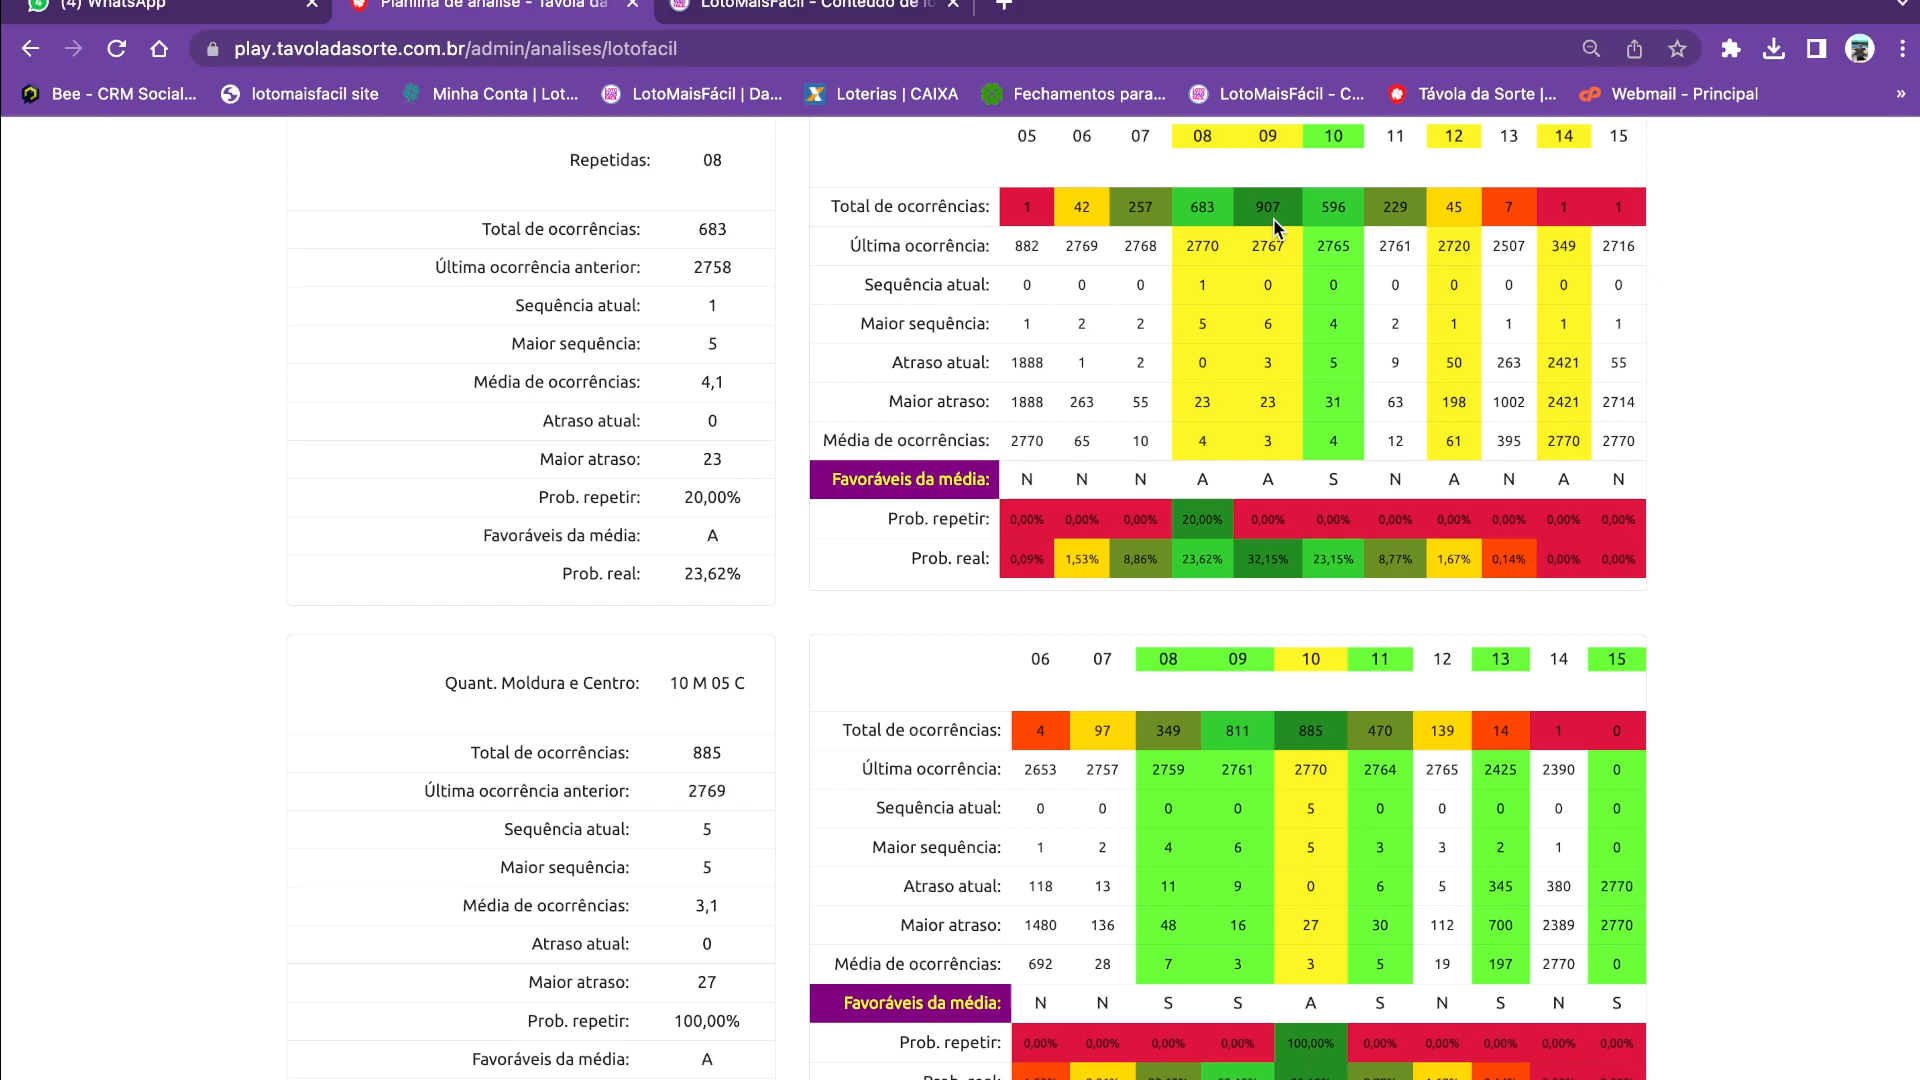 (4) WhatsApp
Planilha de análise - Távola da
LotoMaisFácil - Conteúdo de lo
play.tavoladasorte.com.br/admin/analises/lotofacil
Bee - CRM Social... lotomaisfacil site Minha Conta | Lot... LotoMaisFácil | Da... Loterias | CAIXA Fechamentos para... LotoMaisFácil - C... Távola da Sorte |... Webmail - Principal »
Repetidas: 08
Total de ocorrências: 683
Última ocorrência anterior: 2758
Sequência atual: 1
Maior sequência: 5
Média de ocorrências: 4,1
Atraso atual: 0
Maior atraso: 23
Prob. repetir: 20,00%
Favoráveis da média: A
Prob. real: 23,62%
05 06 07 08 09 10 11 12 13 14 15
Total de ocorrências: 1 42 257 683 907 596 229 45 7 1 1
Última ocorrência: 882 2769 2768 2770 2767 2765 2761 2720 2507 349 2716
Sequência atual: 0 0 0 1 0 0 0 0 0 0 0
Maior sequência: 1 2 2 5 6 4 2 1 1 1 1
Atraso atual: 1888 1 2 0 3 5 9 50 263 2421 55
Maior atraso: 1888 263 55 23 23 31 63 198 1002 2421 2714
Média de ocorrências: 2770 65 10 4 3 4 12 61 395 2770 2770
Favoráveis da média: N N N A A S N A N A N
Prob. repetir: 0,00% 0,00% 0,00% 20,00% 0,00% 0,00% 0,00% 0,00% 0,00% 0,00% 0,00%
Prob. real: 0,09% 1,53% 8,86% 23,62% 32,15% 23,15% 8,77% 1,67% 0,14% 0,00% 0,00%
Quant. Moldura e Centro: 10 M 05 C
Total de ocorrências: 885
Última ocorrência anterior: 2769
Sequência atual: 5
Maior sequência: 5
Média de ocorrências: 3,1
Atraso atual: 0
Maior atraso: 27
Prob. repetir: 100,00%
Favoráveis da média: A
06 07 08 09 10 11 12 13 14 15
Total de ocorrências: 4 97 349 811 885 470 139 14 1 0
Última ocorrência: 2653 2757 2759 2761 2770 2764 2765 2425 2390 0
Sequência atual: 0 0 0 0 5 0 0 0 0 0
Maior sequência: 1 2 4 6 5 3 3 2 1 0
Atraso atual: 118 13 11 9 0 6 5 345 380 2770
Maior atraso: 1480 136 48 16 27 30 112 700 2389 2770
Média de ocorrências: 692 28 7 3 3 5 19 197 2770 0
Favoráveis da média: N N S S A S N S N S
Prob. repetir: 0,00% 0,00% 0,00% 0,00% 100,00% 0,00% 0,00% 0,00% 0,00% 0,00%
Prob. real: